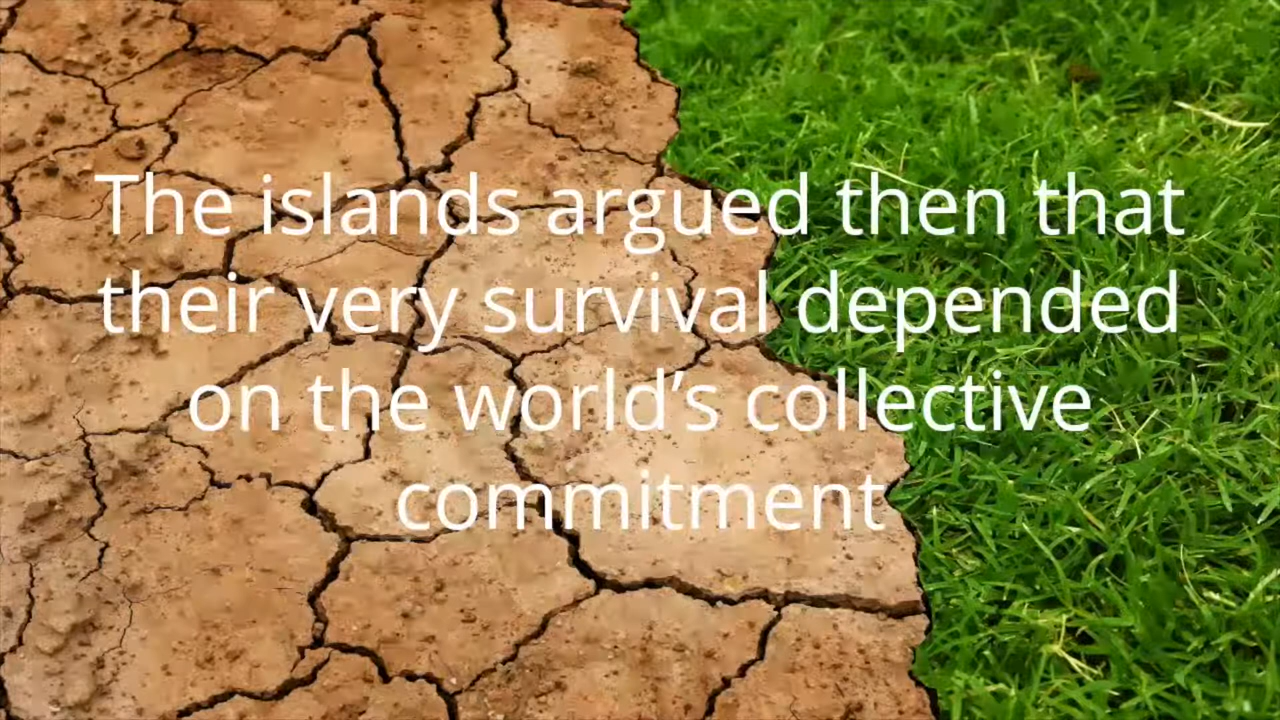 The islands argued then that
their very survival depended
on the world’s collective
commitment